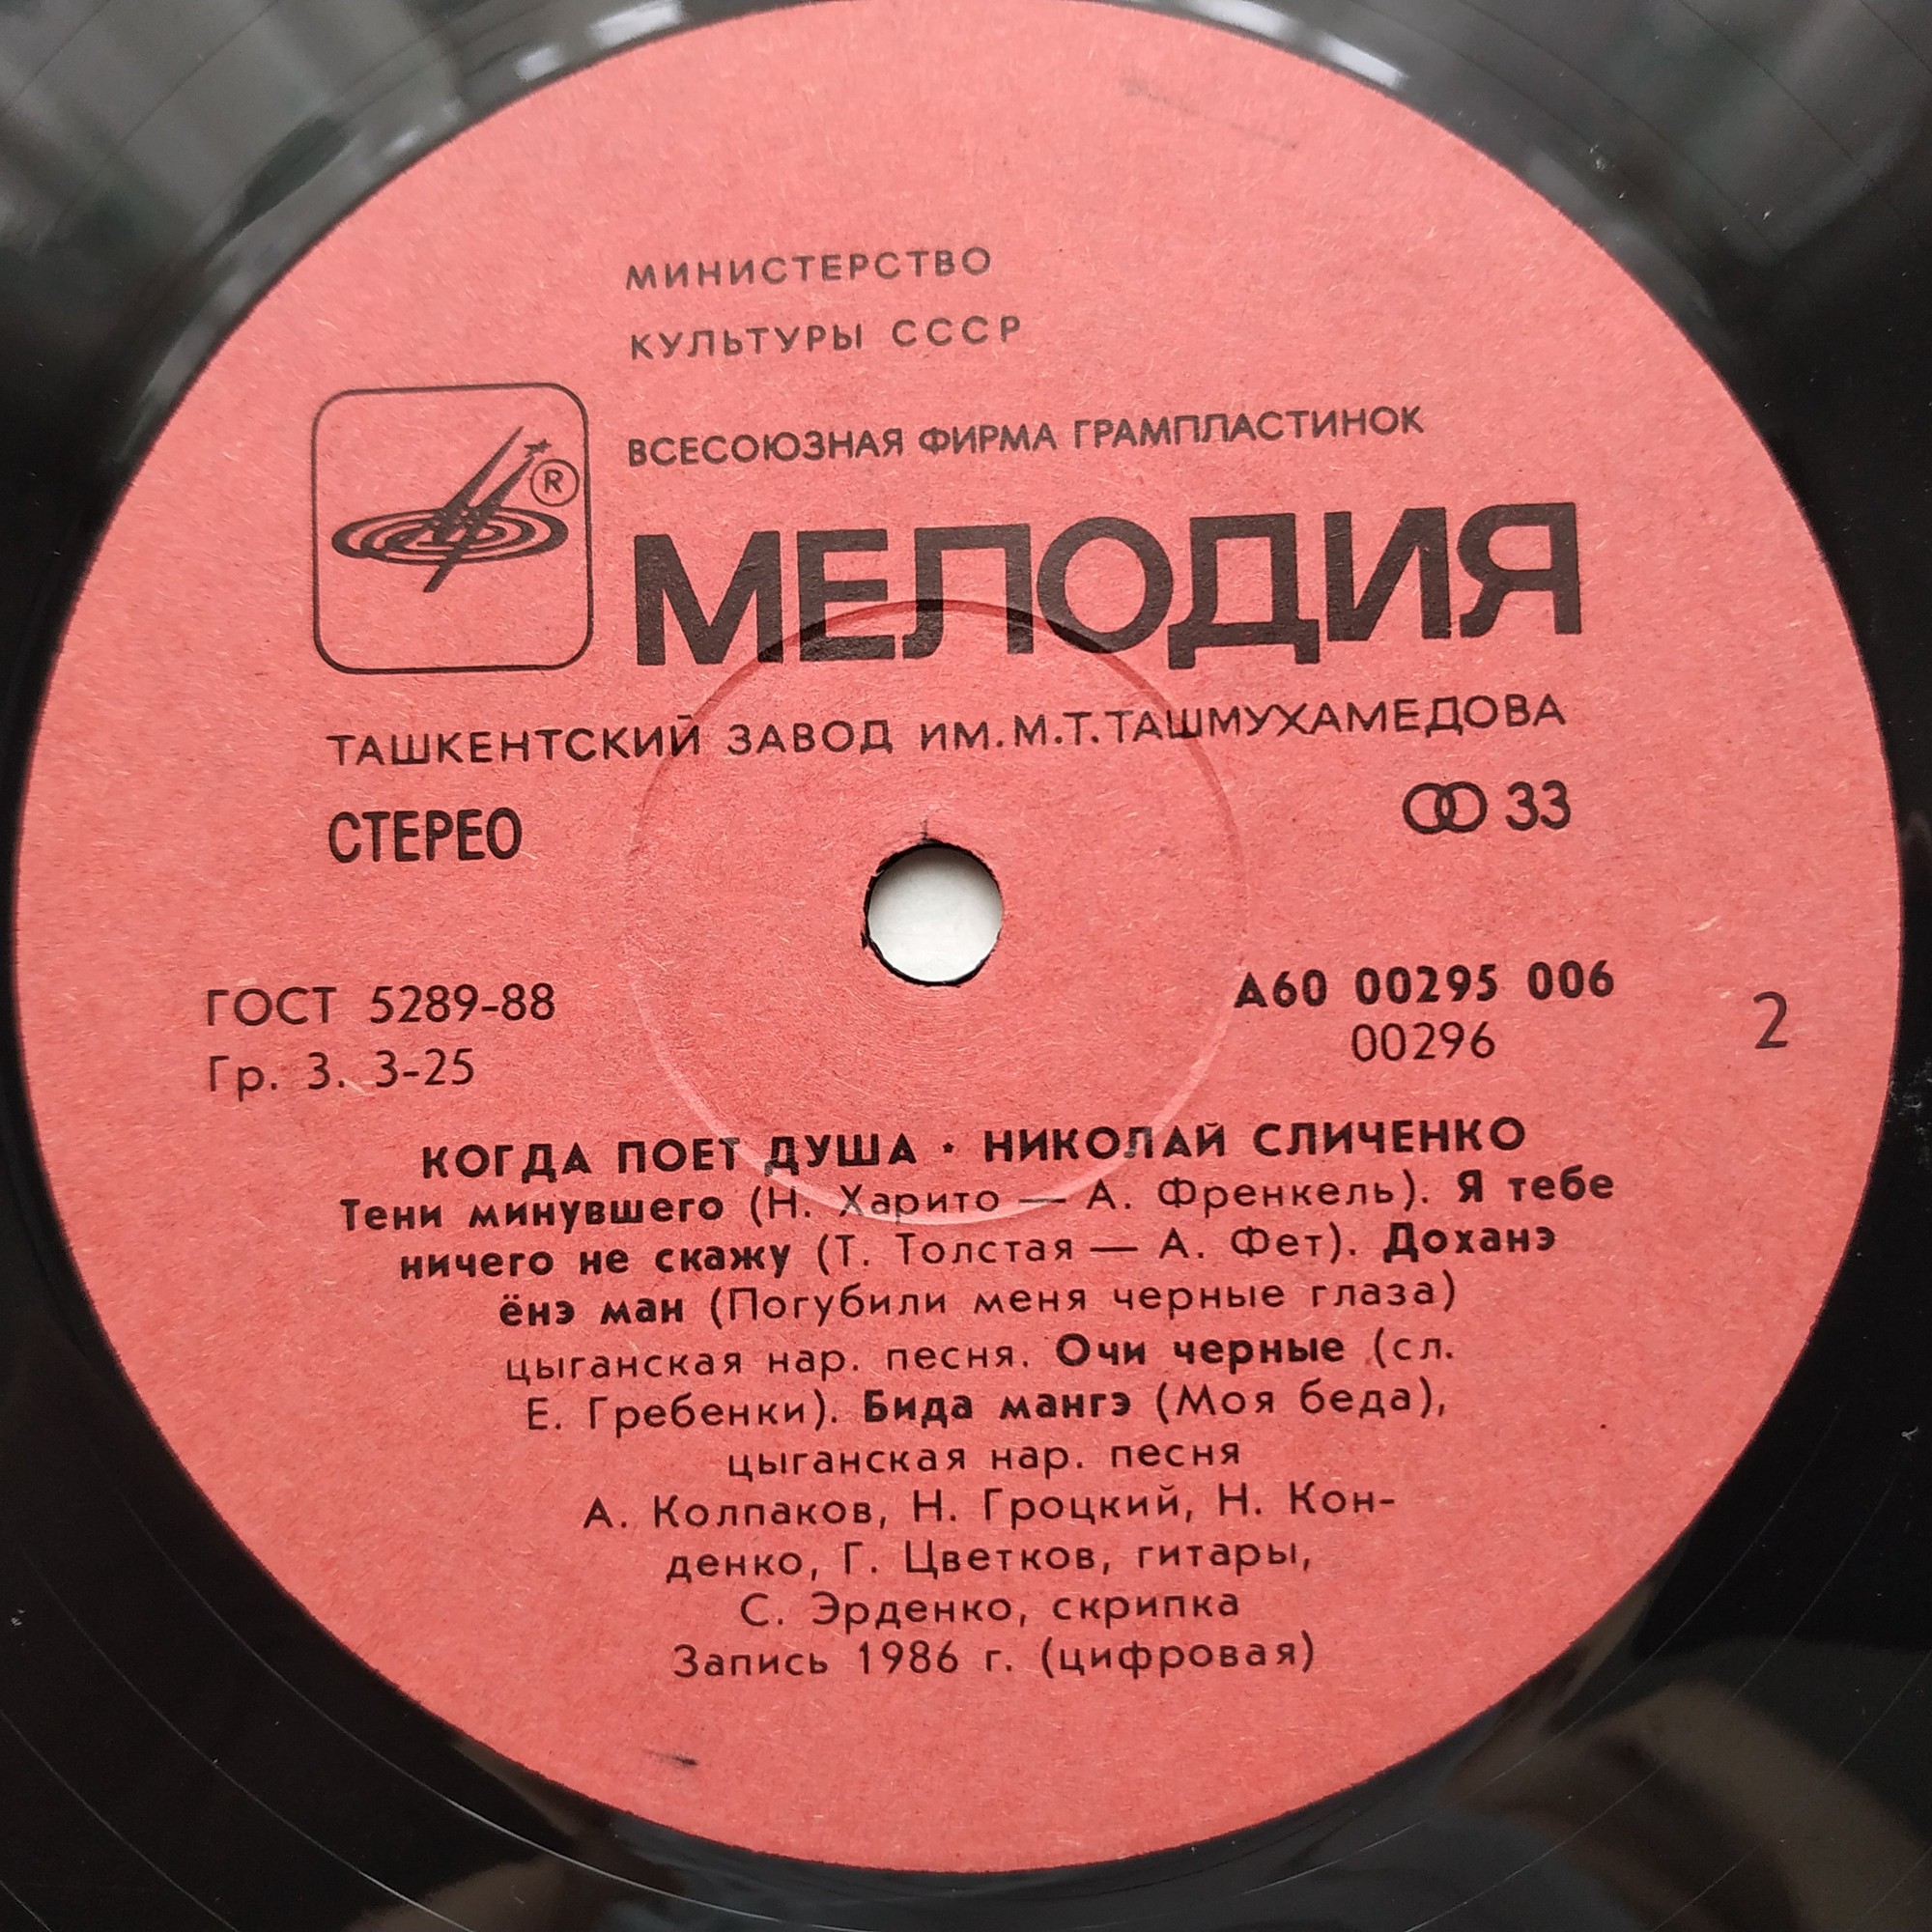 МИНИСТЕРСТВО
КУЛЬТУРЫ СССР
ВСЕСОЮЗНАЯ ФИРМА ГРАМПЛАСТИНОК
®
МЕЛОДИЯ
ТАШКЕНТСКИЙ ЗАВОД ИМ.М.Т.ТАШМУХАМЕДОВА
СТЕРЕО
33
ГОСТ 5289-88
Гр. 3. 3-25
А60 00295 006
00296
2
КОГДА ПОЕТ ДУША • НИКОЛАЙ СЛИЧЕНКО
Тени минувшего (Н. Харито — А. Френкель). Я тебе
ничего не скажу (Т. Толстая — А. Фет). Доханэ
ёнэ ман (Погубили меня черные глаза)
цыганская нар. песня. Очи черные (сл.
Е. Гребенки). Бида мангэ (Моя беда),
цыганская нар. песня
А. Колпаков, Н. Гроцкий, Н. Кон-
денко, Г. Цветков, гитары,
С. Эрденко, скрипка
Запись 1986 г. (цифровая)